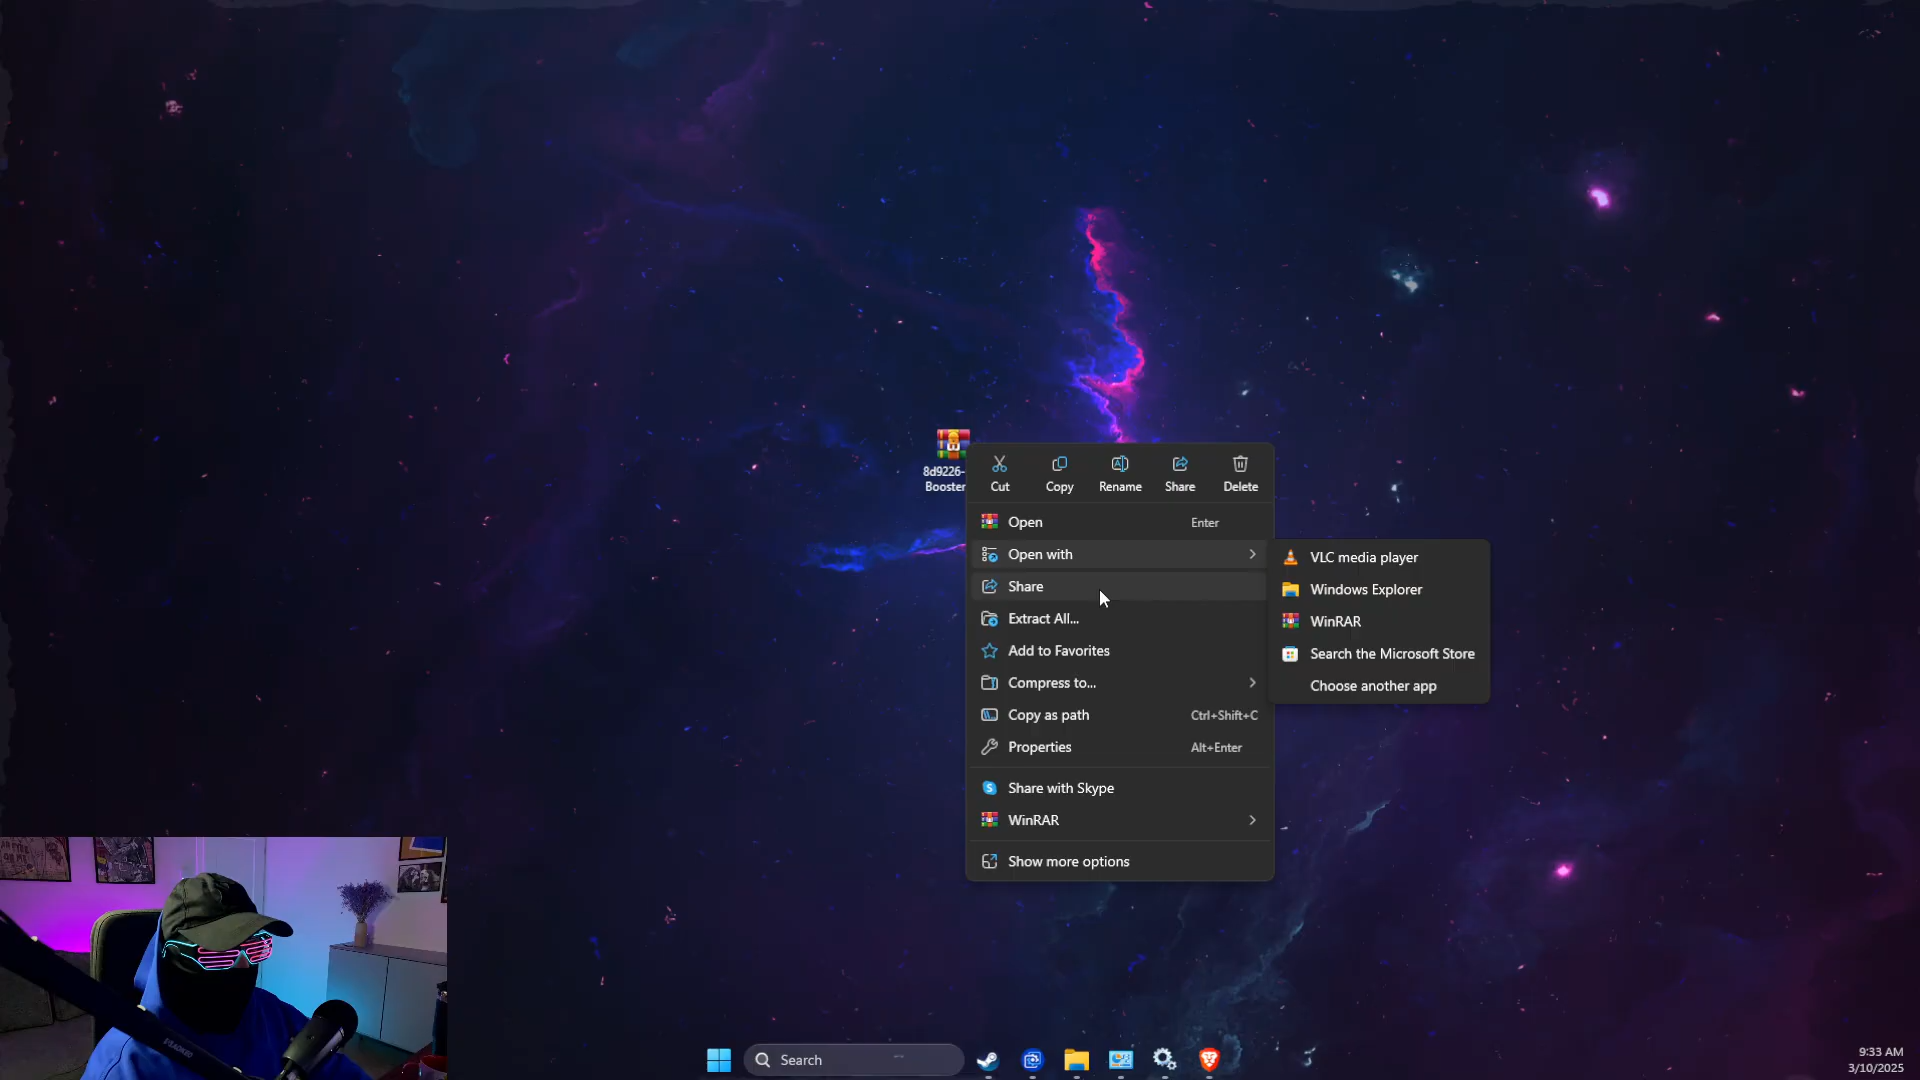 8d9226-
Booster
Cut
Copy
Rename
Share
Delete
Open Enter
Open with
Share
Extract All...
Add to Favorites
Compress to...
Copy as path Ctrl+Shift+C
Properties Alt+Enter
Share with Skype
WinRAR
Show more options
VLC media player
Windows Explorer
WinRAR
Search the Microsoft Store
Choose another app
Search
9:33 AM
3/10/2025